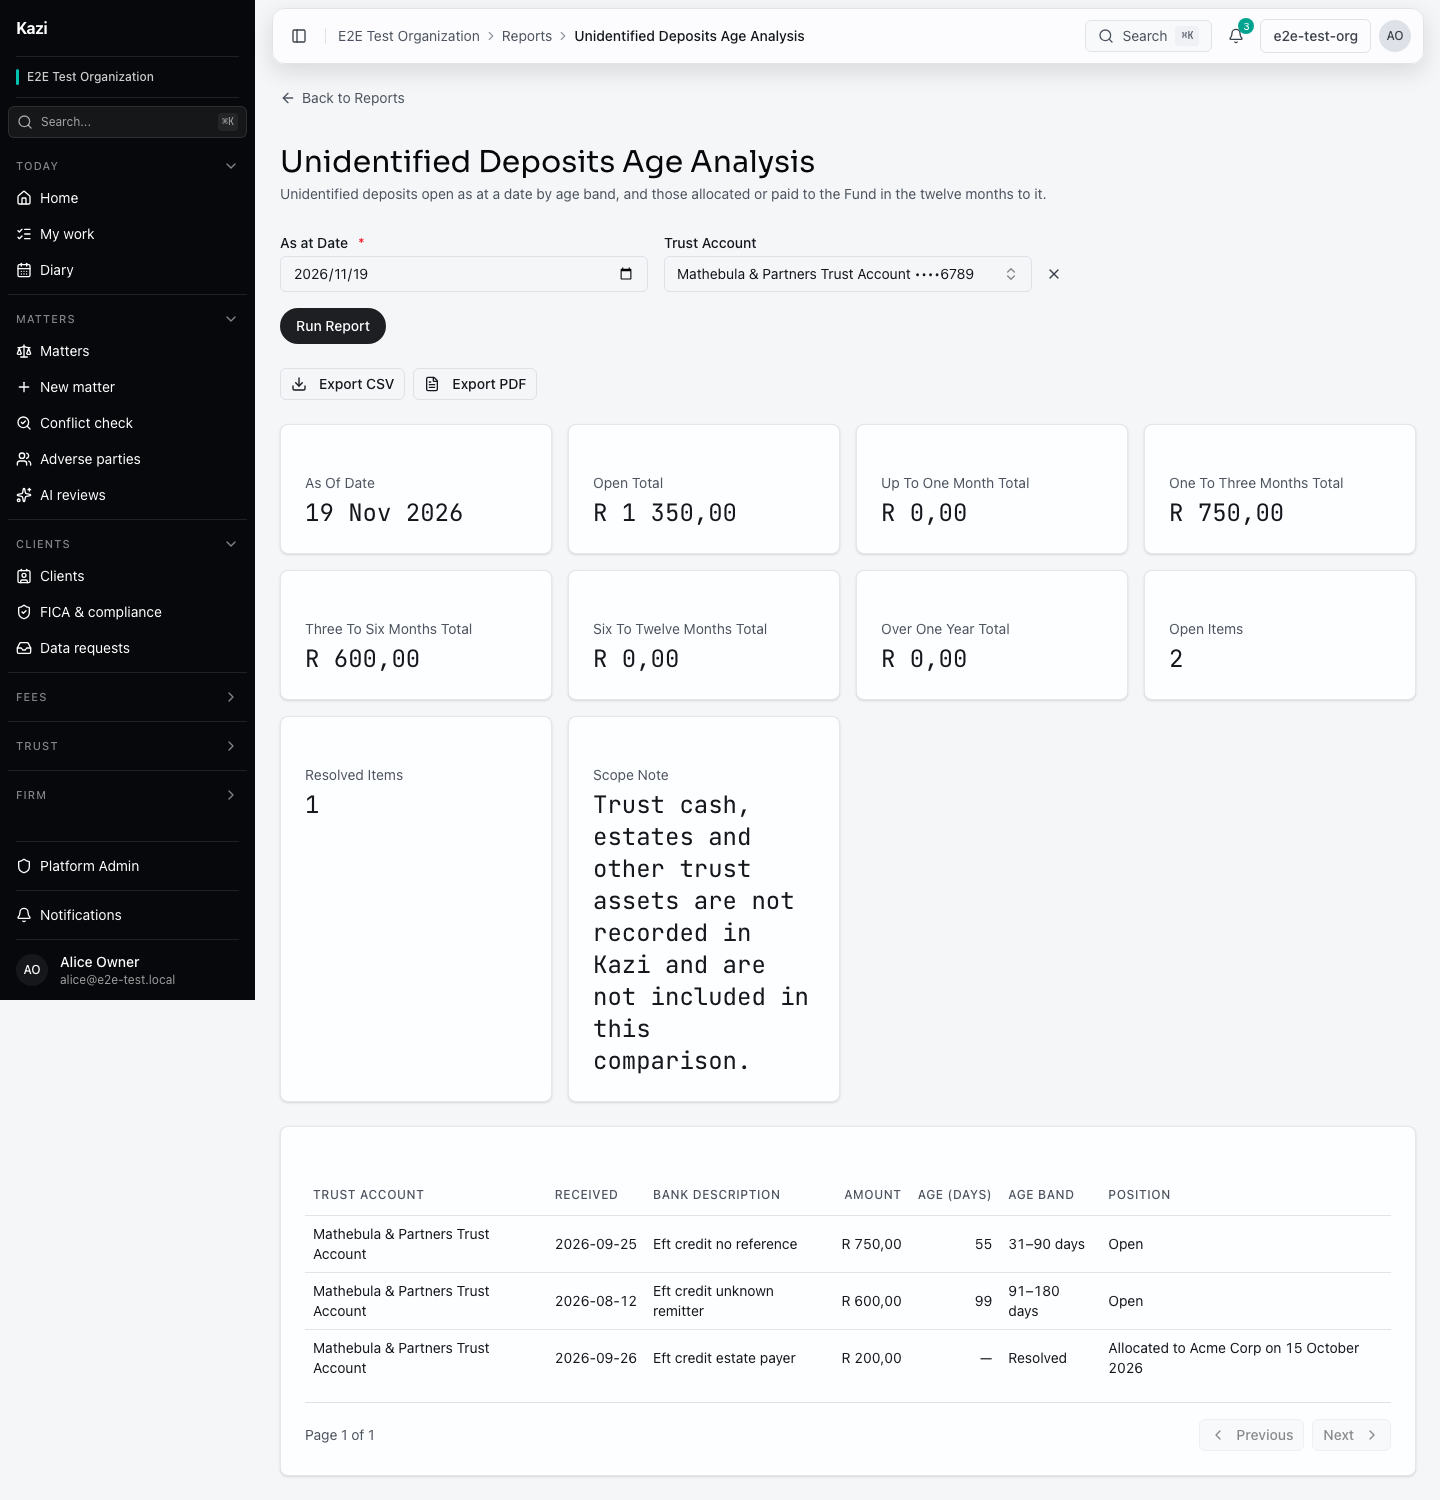 Kazi
E2E Test Organization
Search...
⌘K
TODAY
Home
My work
Diary
MATTERS
Matters
New matter
Conflict check
Adverse parties
AI reviews
CLIENTS
Clients
FICA & compliance
Data requests
FEES
TRUST
FIRM
Platform Admin
Notifications
AO
Alice Owner
alice@e2e-test.local
E2E Test Organization
Reports
Unidentified Deposits Age Analysis
Search
⌘K
3
e2e-test-org
AO
Back to Reports
Unidentified Deposits Age Analysis
Unidentified deposits open as at a date by age band, and those allocated or paid to the Fund in the twelve months to it.
As at Date *
2026/11/19
Trust Account
Mathebula & Partners Trust Account ••••6789
Run Report
Export CSV
Export PDF
As Of Date
19 Nov 2026
Open Total
R 1 350,00
Up To One Month Total
R 0,00
One To Three Months Total
R 750,00
Three To Six Months Total
R 600,00
Six To Twelve Months Total
R 0,00
Over One Year Total
R 0,00
Open Items
2
Resolved Items
1
Scope Note
Trust cash,
estates and
other trust
assets are not
recorded in
Kazi and are
not included in
this
comparison.
TRUST ACCOUNT RECEIVED BANK DESCRIPTION AMOUNT AGE (DAYS) AGE BAND POSITION
Mathebula & Partners Trust
Account
2026-09-25
Eft credit no reference
R 750,00
55
31–90 days
Open
Mathebula & Partners Trust
Account
2026-08-12
Eft credit unknown
remitter
R 600,00
99
91–180
days
Open
Mathebula & Partners Trust
Account
2026-09-26
Eft credit estate payer
R 200,00
—
Resolved
Allocated to Acme Corp on 15 October
2026
Page 1 of 1
Previous
Next